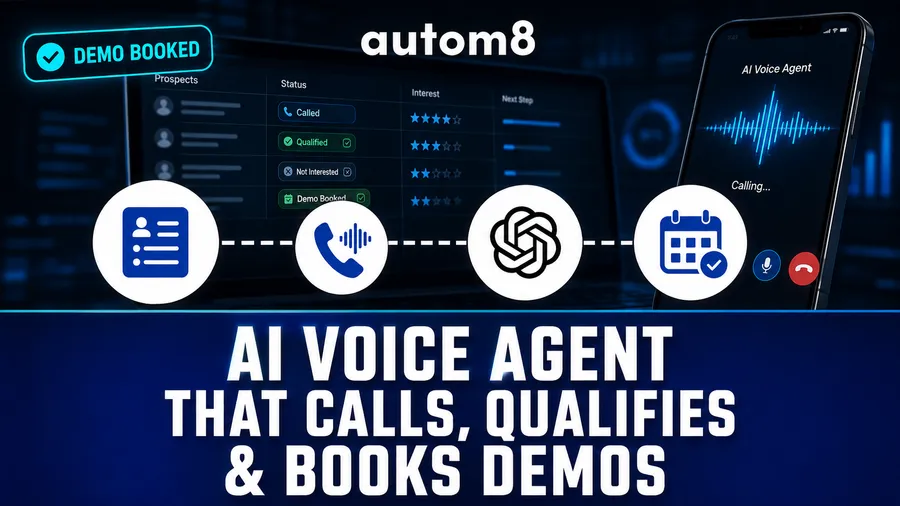 DEMO BOOKED
autom8
Prospects
Status
Interest
Next Step
Called
Qualified
Not Interested
Demo Booked
AI Voice Agent
Calling...
AI VOICE AGENT
THAT CALLS, QUALIFIES
& BOOKS DEMOS